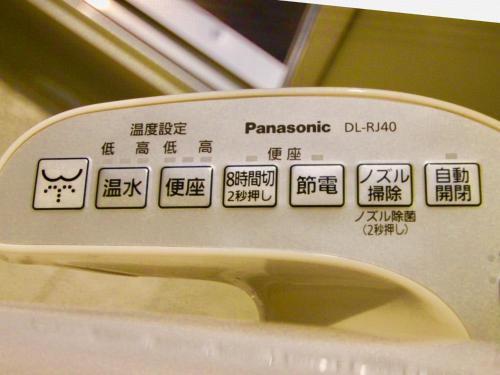 温度設定
Panasonic DL-RJ40
低 高 低 高 便座
温水
便座
8時間切
2秒押し
節電
ノズル
掃除
自動
開閉
ノズル除菌
(2秒押し)